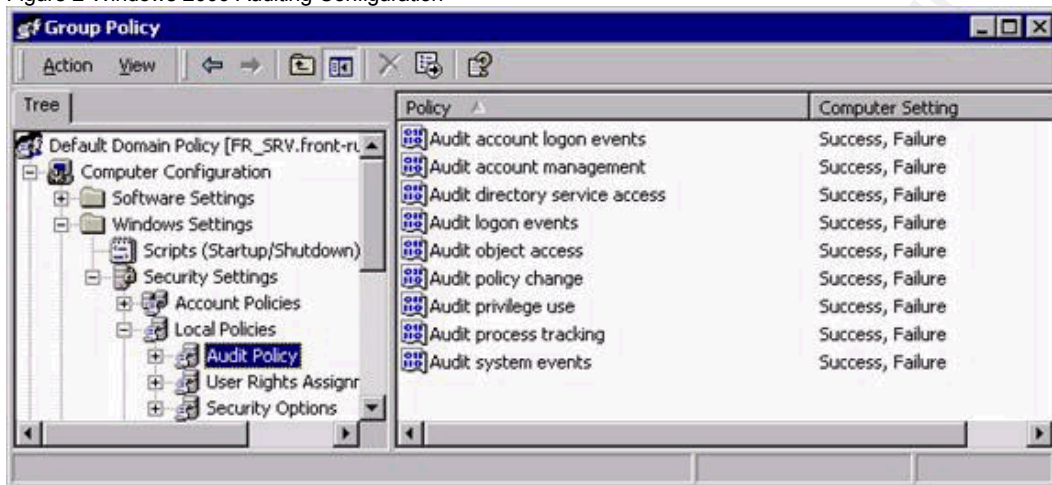 Figure 2 Windows 2000 Auditing Configuration
Group Policy
Action View
Tree
Policy Computer Setting
Default Domain Policy [FR_SRV.front-ru
Computer Configuration
Software Settings
Windows Settings
Scripts (Startup/Shutdown)
Security Settings
Account Policies
Local Policies
Audit Policy
User Rights Assignr
Security Options
Audit account logon events Success, Failure
Audit account management Success, Failure
Audit directory service access Success, Failure
Audit logon events Success, Failure
Audit object access Success, Failure
Audit policy change Success, Failure
Audit privilege use Success, Failure
Audit process tracking Success, Failure
Audit system events Success, Failure